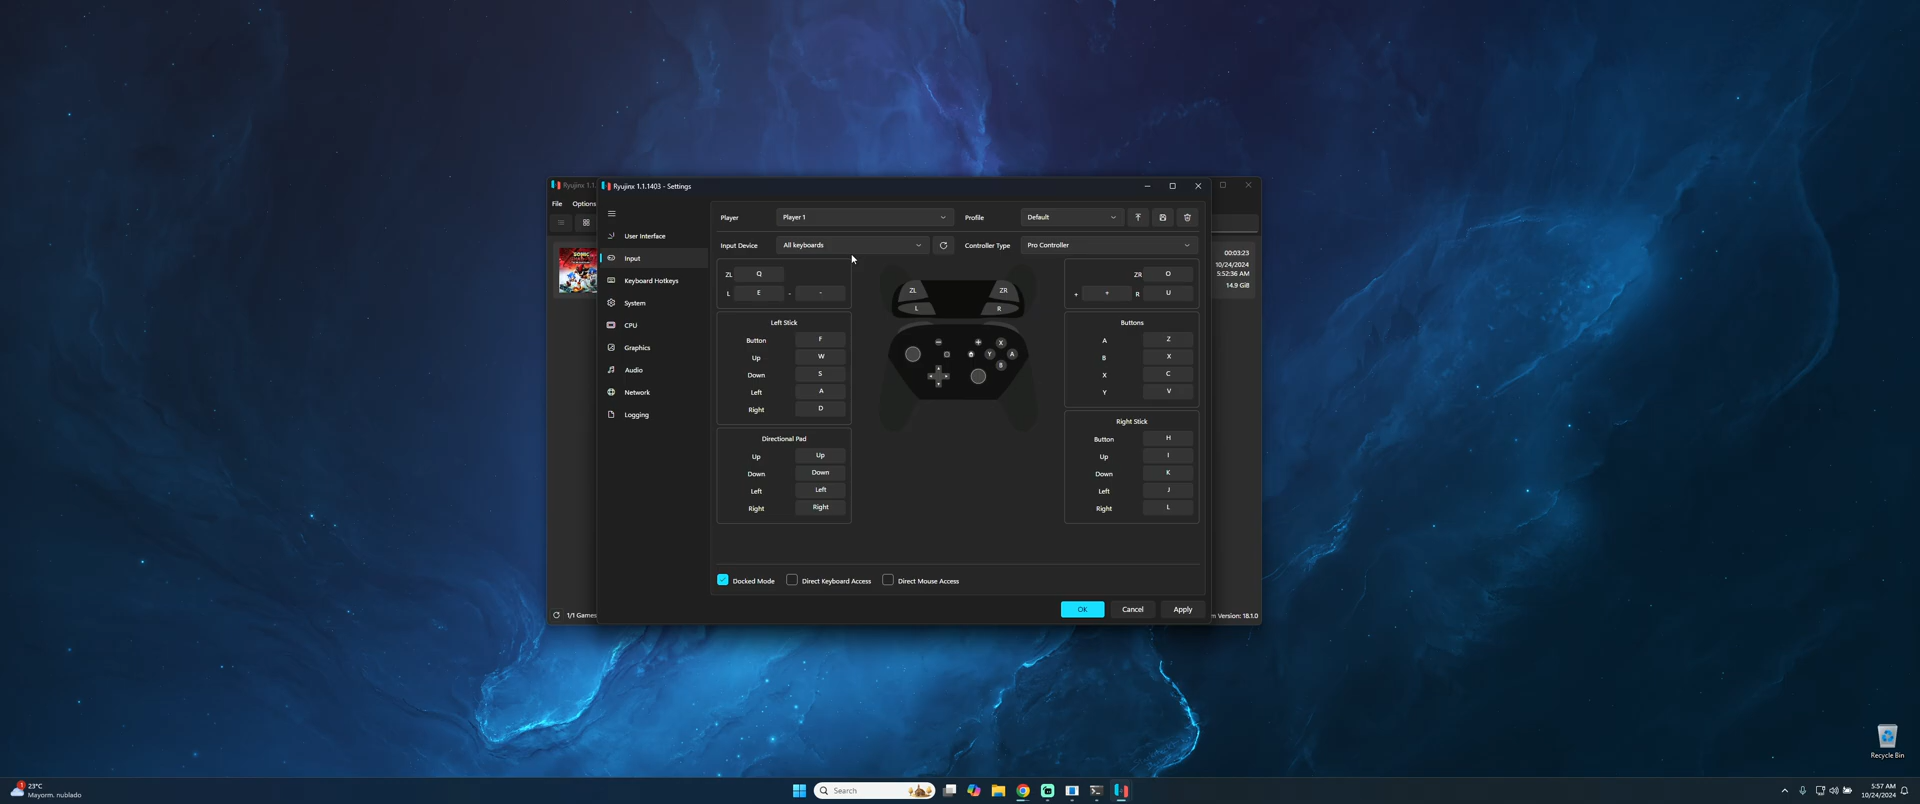 Ryujinx 1.1.
Ryujinx 1.1.1403 - Settings
File Options
User Interface
Input
Keyboard Hotkeys
System
CPU
Graphics
Audio
Network
Logging
Player Player 1 Profile Default
Input Device All keyboards Controller Type Pro Controller
ZL Q
L E - -
ZR O
+ + R U
Left Stick
Button F
Up W
Down S
Left A
Right D
Directional Pad
Up Up
Down Down
Left Left
Right Right
ZL ZR
L R
X
Y A
B
Buttons
A Z
B X
X C
Y V
Right Stick
Button H
Up I
Down K
Left J
Right L
Docked Mode Direct Keyboard Access Direct Mouse Access
OK Cancel Apply
SONIC
00:03:23
10/24/2024
5:52:36 AM
14.9 GiB
1/1 Games
m Version: 18.1.0
Recycle Bin
1
23°C
Mayorm. nublado
Search
5:57 AM
10/24/2024